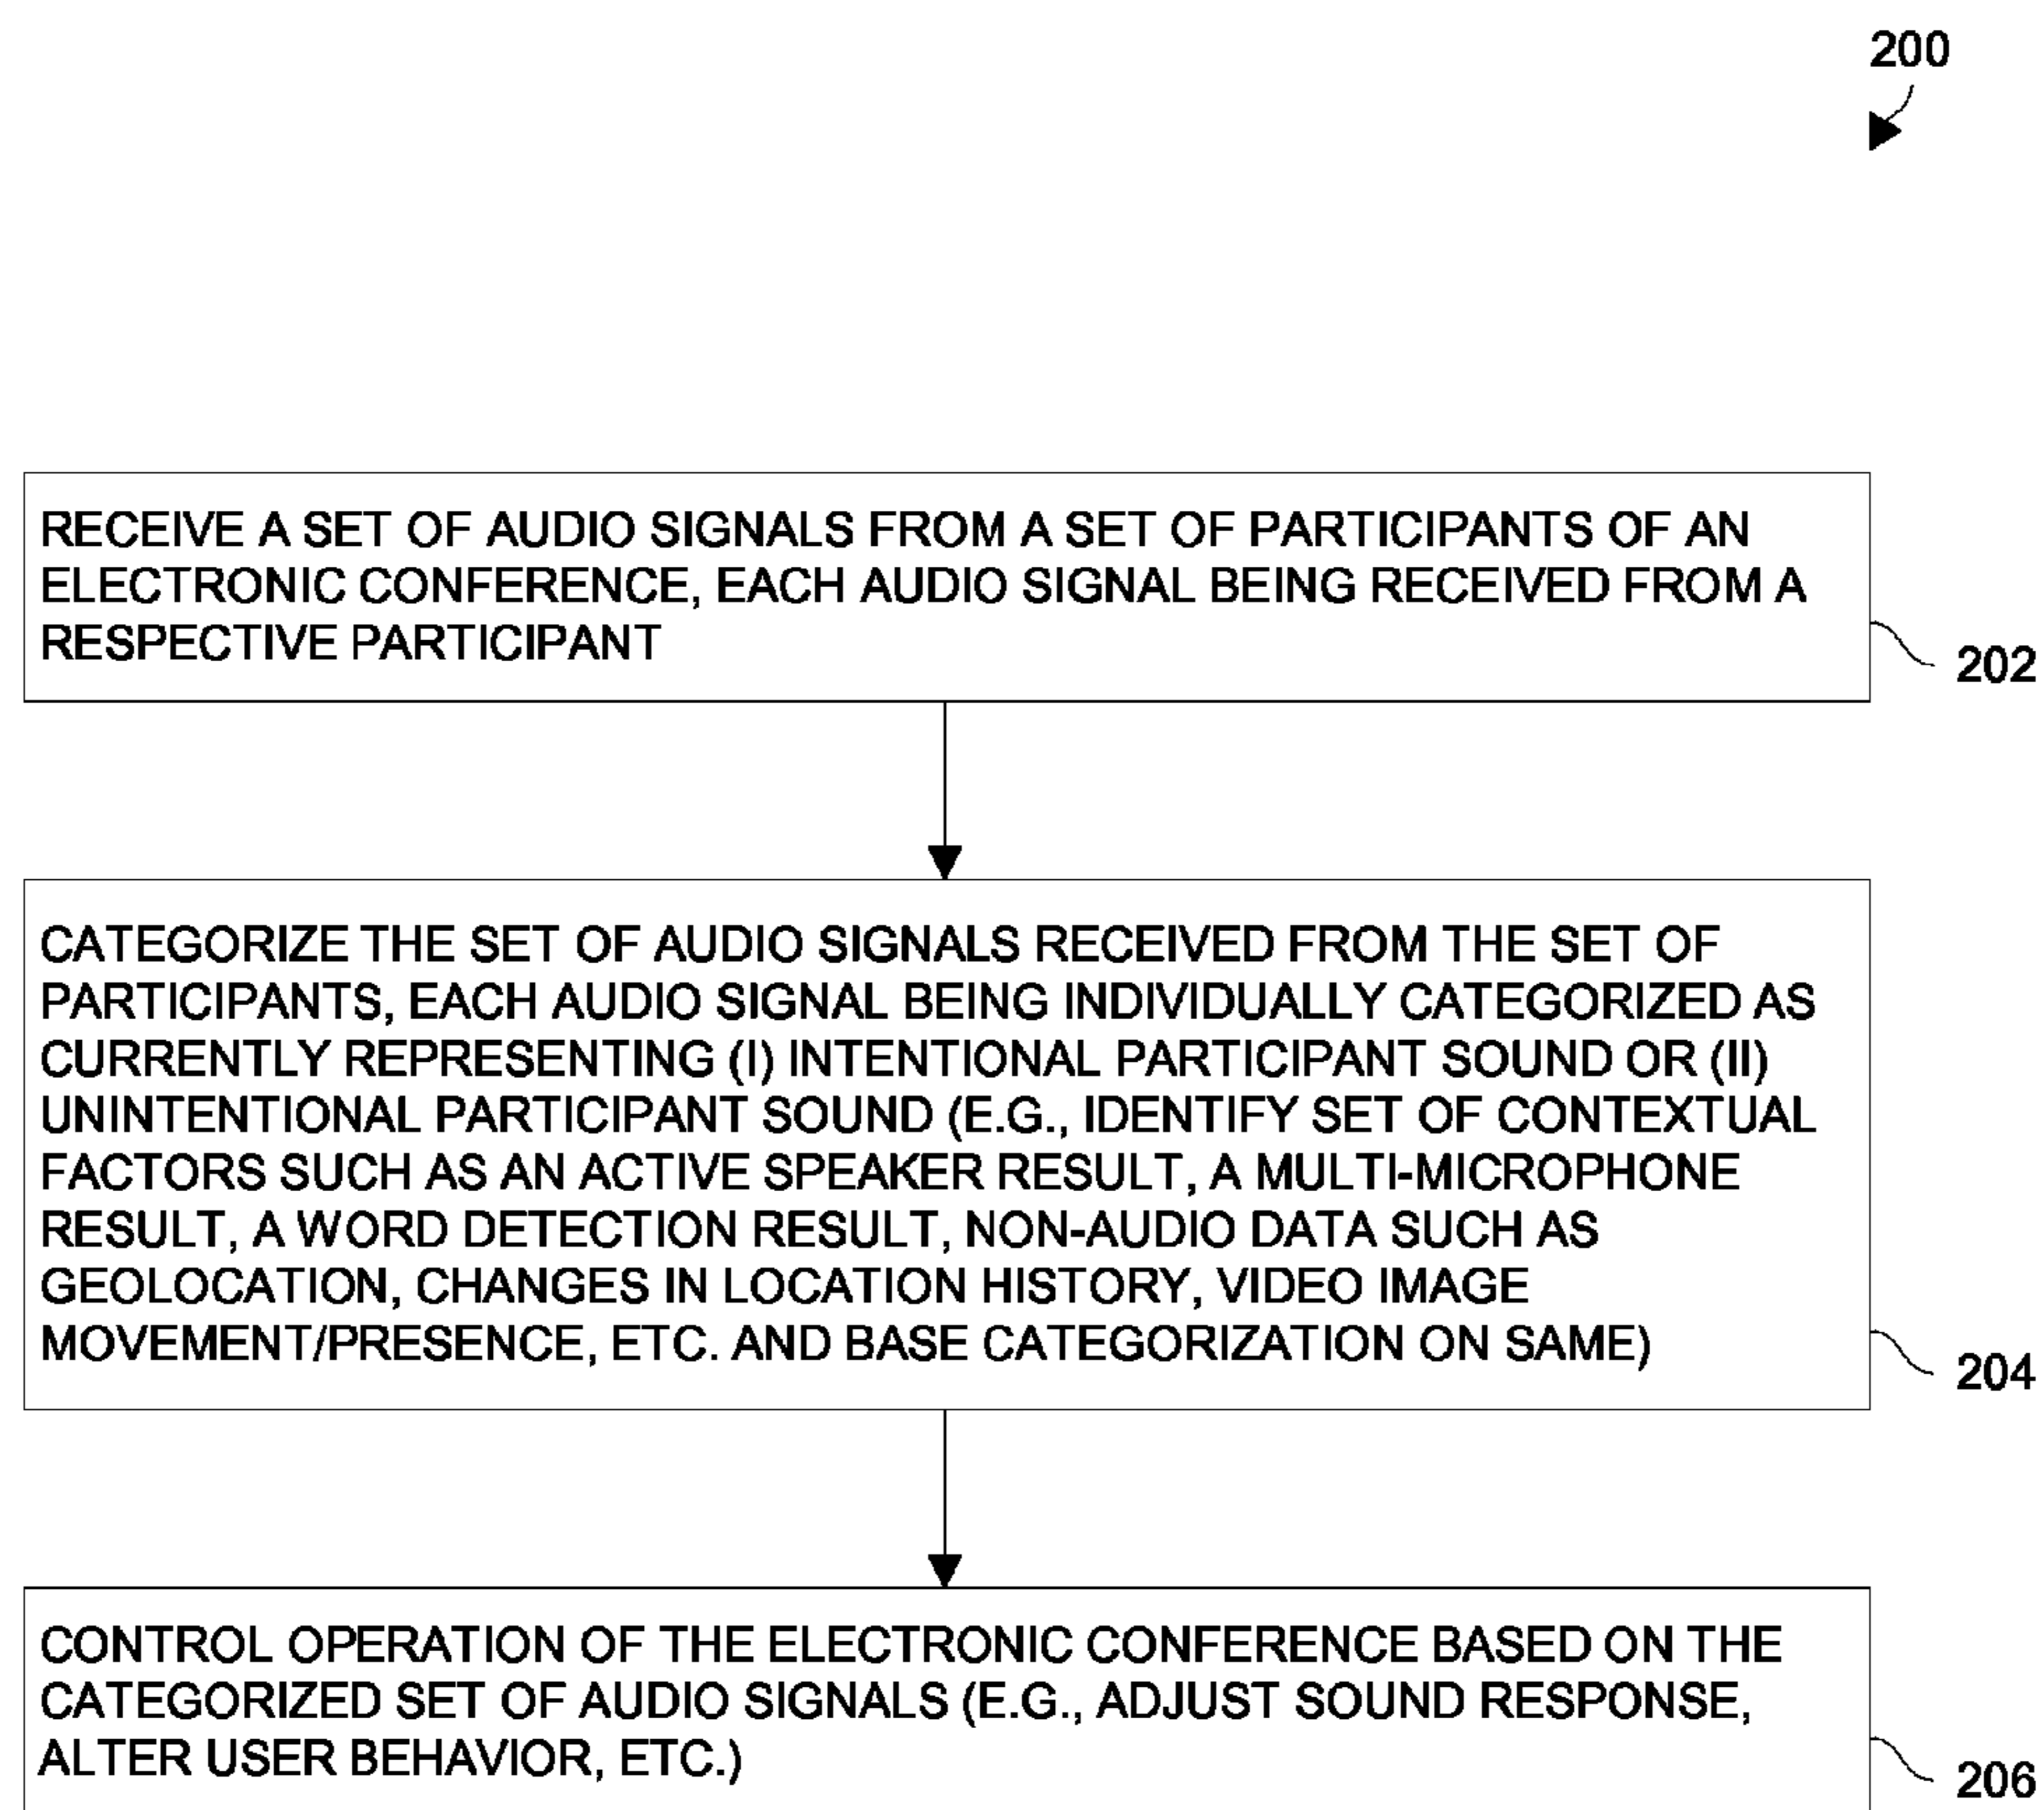 200
RECEIVE A SET OF AUDIO SIGNALS FROM A SET OF PARTICIPANTS OF AN
ELECTRONIC CONFERENCE, EACH AUDIO SIGNAL BEING RECEIVED FROM A
RESPECTIVE PARTICIPANT
202
CATEGORIZE THE SET OF AUDIO SIGNALS RECEIVED FROM THE SET OF
PARTICIPANTS, EACH AUDIO SIGNAL BEING INDIVIDUALLY CATEGORIZED AS
CURRENTLY REPRESENTING (I) INTENTIONAL PARTICIPANT SOUND OR (II)
UNINTENTIONAL PARTICIPANT SOUND (E.G., IDENTIFY SET OF CONTEXTUAL
FACTORS SUCH AS AN ACTIVE SPEAKER RESULT, A MULTI-MICROPHONE
RESULT, A WORD DETECTION RESULT, NON-AUDIO DATA SUCH AS
GEOLOCATION, CHANGES IN LOCATION HISTORY, VIDEO IMAGE
MOVEMENT/PRESENCE, ETC. AND BASE CATEGORIZATION ON SAME)
204
CONTROL OPERATION OF THE ELECTRONIC CONFERENCE BASED ON THE
CATEGORIZED SET OF AUDIO SIGNALS (E.G., ADJUST SOUND RESPONSE,
ALTER USER BEHAVIOR, ETC.)
206